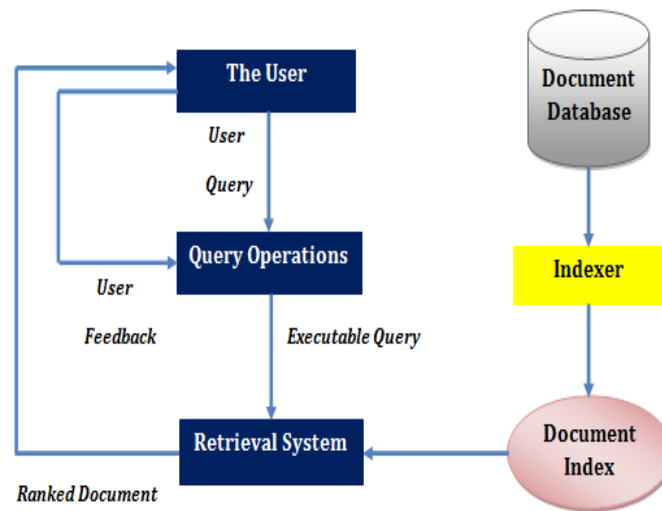 The User
Document
Database
User
Query
Query Operations
Indexer
User
Feedback
Executable Query
Retrieval System
Document
Index
Ranked Document